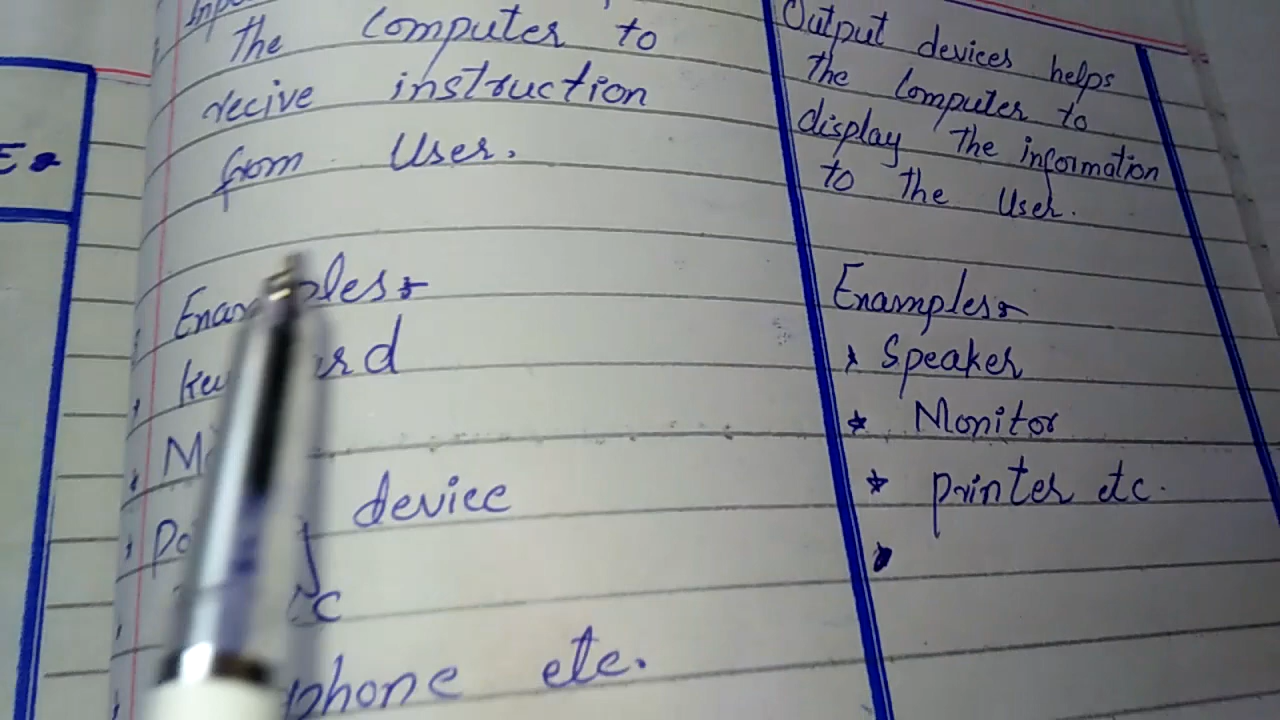 The Computer to
recive instruction
from User.
Examples:-
d
device
phone etc.
Output devices helps
the Computer to
display the information
to the User.
Examples:-
* Speaker
* Monitor
* printer etc.